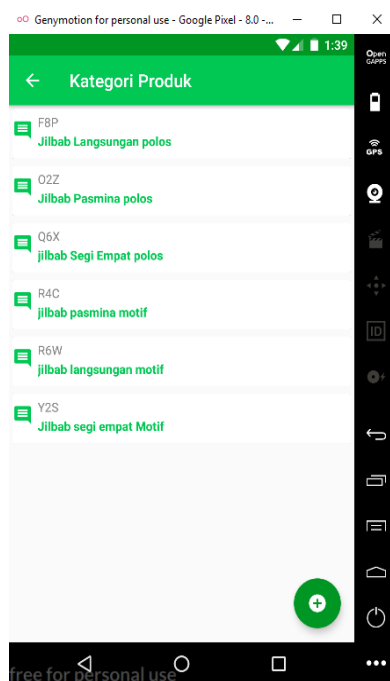 Genymotion for personal use - Google Pixel - 8.0 -...
1:39
Open
GAPPS
Kategori Produk
F8P
Jilbab Langsungan polos
GPS
O2Z
Jilbab Pasmina polos
Q6X
jilbab Segi Empat polos
R4C
jilbab pasmina motif
ID
R6W
jilbab langsungan motif
Y2S
Jilbab segi empat Motif
free for personal use